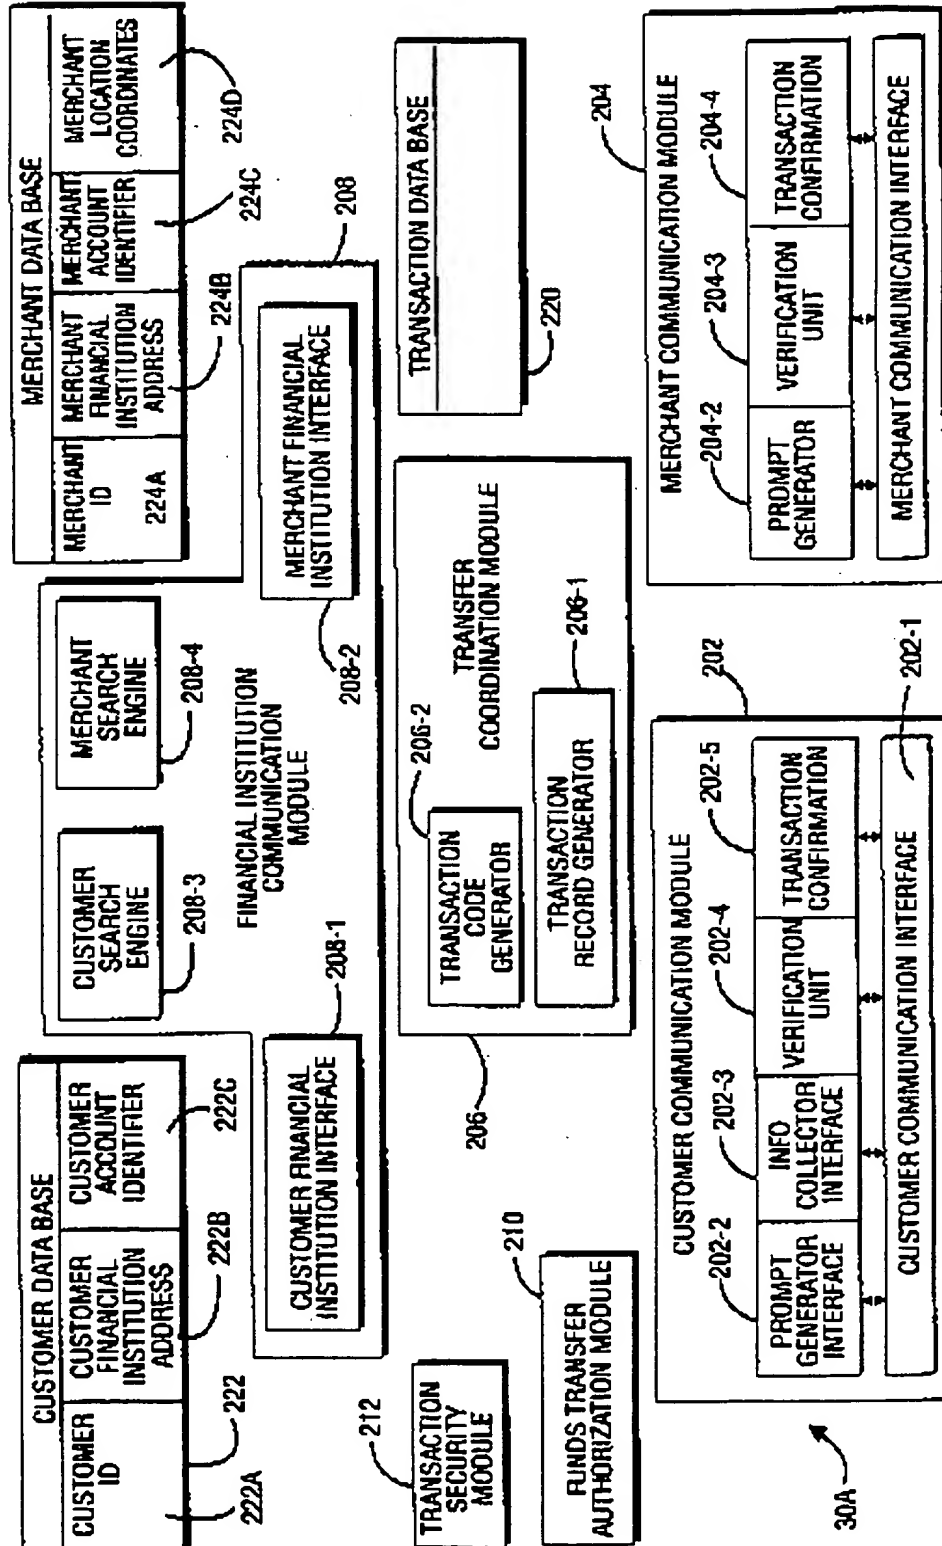 CUSTOMER DATA BASE
CUSTOMER
ID
CUSTOMER
FINANCIAL
INSTITUTION
ADDRESS
CUSTOMER
ACCOUNT
IDENTIFIER
222A
222
222B
222C
CUSTOMER
SEARCH
ENGINE
208-3
MERCHANT
SEARCH
ENGINE
208-4
FINANCIAL INSTITUTION
COMMUNICATION
MODULE
CUSTOMER FINANCIAL
INSTITUTION INTERFACE
208-1
MERCHANT FINANCIAL
INSTITUTION INTERFACE
208-2
208
MERCHANT DATA BASE
MERCHANT
ID
224A
MERCHANT
FINANCIAL
INSTITUTION
ADDRESS
MERCHANT
ACCOUNT
IDENTIFIER
MERCHANT
LOCATION
COORDINATES
224B
224C
224D
212
TRANSACTION
SECURITY
MODULE
210
FUNDS TRANSFER
AUTHORIZATION MODULE
206
206-2
TRANSACTION
CODE
GENERATOR
TRANSFER
COORDINATION MODULE
TRANSACTION
RECORD GENERATOR
206-1
TRANSACTION DATA BASE
220
30A
CUSTOMER COMMUNICATION MODULE
202
202-2
202-3
202-4
202-5
PROMPT
GENERATOR
INTERFACE
INFO
COLLECTOR
INTERFACE
VERIFICATION
UNIT
TRANSACTION
CONFIRMATION
CUSTOMER COMMUNICATION INTERFACE
202-1
MERCHANT COMMUNICATION MODULE
204
204-2
204-3
204-4
PROMPT
GENERATOR
VERIFICATION
UNIT
TRANSACTION
CONFIRMATION
MERCHANT COMMUNICATION INTERFACE